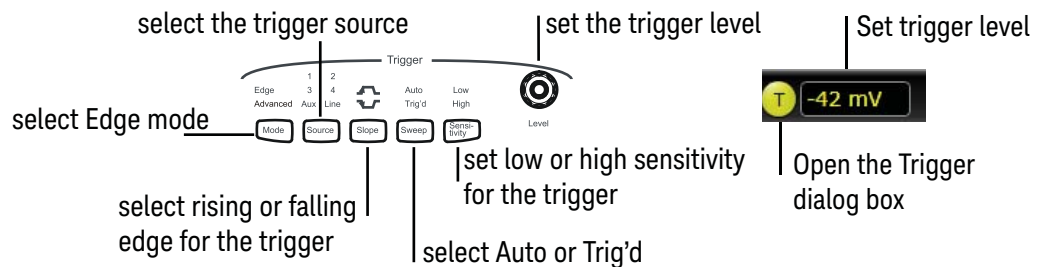 select the trigger source
set the trigger level
Set trigger level
Trigger
1 2
Edge 3 4 Auto Low
Advanced Aux Line Trig'd High
-42 mV
T
Level
select Edge mode
Mode Source Slope Sweep Sensi-
tivity
set low or high sensitivity
for the trigger
Open the Trigger
dialog box
select rising or falling
edge for the trigger
select Auto or Trig'd